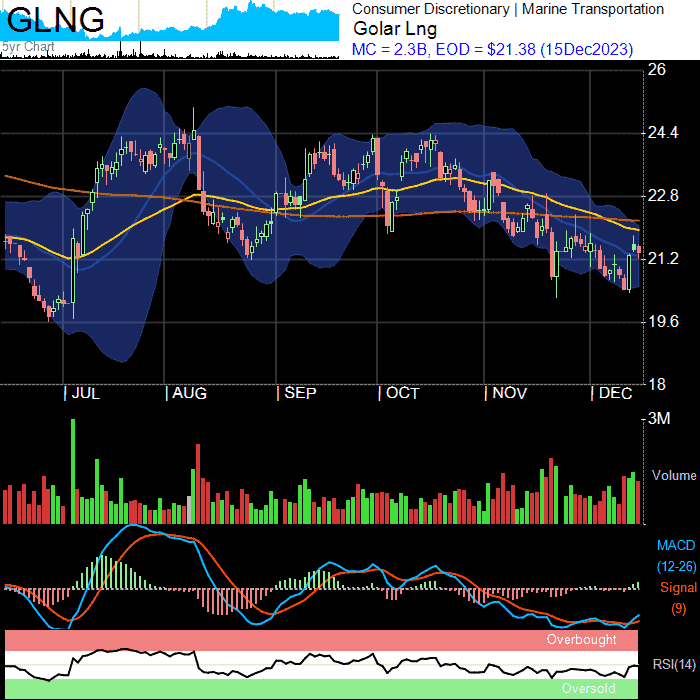 GLNG
5yr Chart
Consumer Discretionary | Marine Transportation
Golar Lng
MC = 2.3B, EOD = $21.38 (15Dec2023)
26
24.4
22.8
21.2
19.6
18
| JUL | AUG | SEP | OCT | NOV | DEC
3M
Volume
MACD
(12-26)
Signal
(9)
Overbought
RSI(14)
Oversold